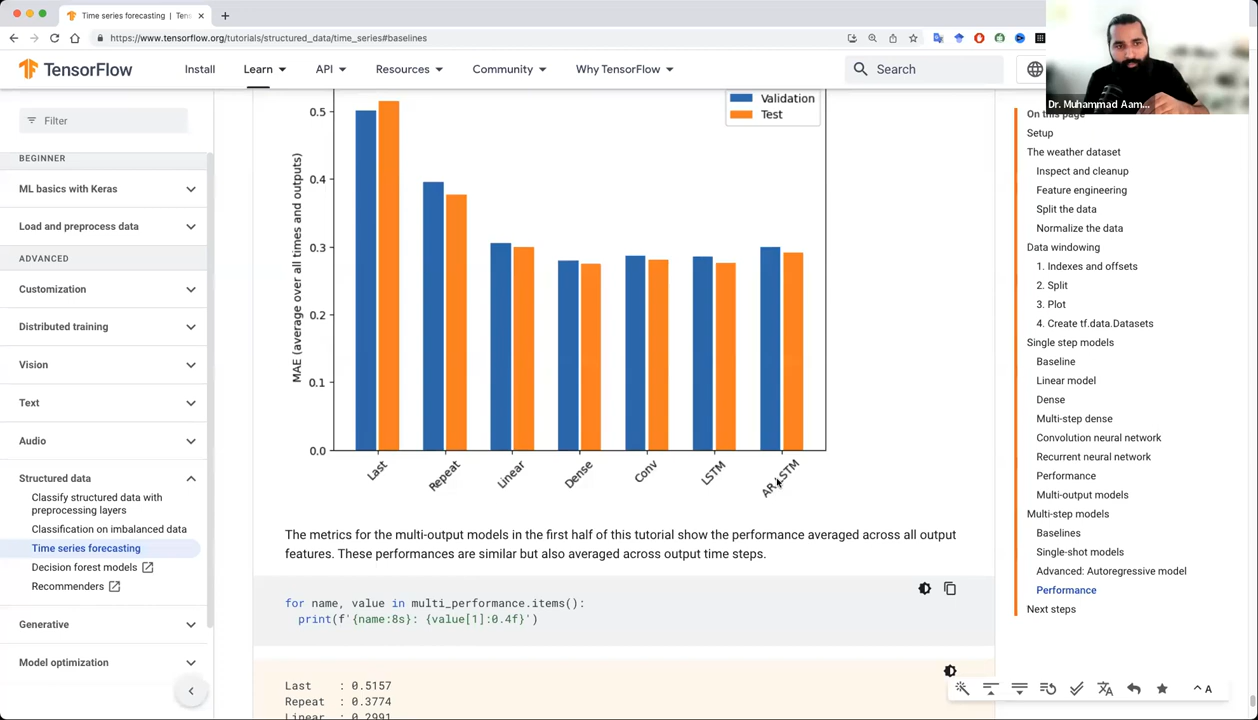 Time series forecasting | Ten
https://www.tensorflow.org/tutorials/structured_data/time_series#baselines
TensorFlow
Install
Learn
API
Resources
Community
Why TensorFlow
Search
Dr. Muhammad Aam...
Filter
BEGINNER
ML basics with Keras
Load and preprocess data
ADVANCED
Customization
Distributed training
Vision
Text
Audio
Structured data
Classify structured data with
preprocessing layers
Classification on imbalanced data
Time series forecasting
Decision forest models
Recommenders
Generative
Model optimization
Validation
Test
MAE (average over all times and outputs)
0.5
0.4
0.3
0.2
0.1
0.0
Last
Repeat
Linear
Dense
Conv
LSTM
AR LSTM
The metrics for the multi-output models in the first half of this tutorial show the performance averaged across all output
features. These performances are similar but also averaged across output time steps.
for name, value in multi_performance.items():
print(f'{name:8s}: {value[1]:0.4f}')
Last : 0.5157
Repeat : 0.3774
Linear : 0.2991
On this page
Setup
The weather dataset
Inspect and cleanup
Feature engineering
Split the data
Normalize the data
Data windowing
1. Indexes and offsets
2. Split
3. Plot
4. Create tf.data.Datasets
Single step models
Baseline
Linear model
Dense
Multi-step dense
Convolution neural network
Recurrent neural network
Performance
Multi-output models
Multi-step models
Baselines
Single-shot models
Advanced: Autoregressive model
Performance
Next steps
A